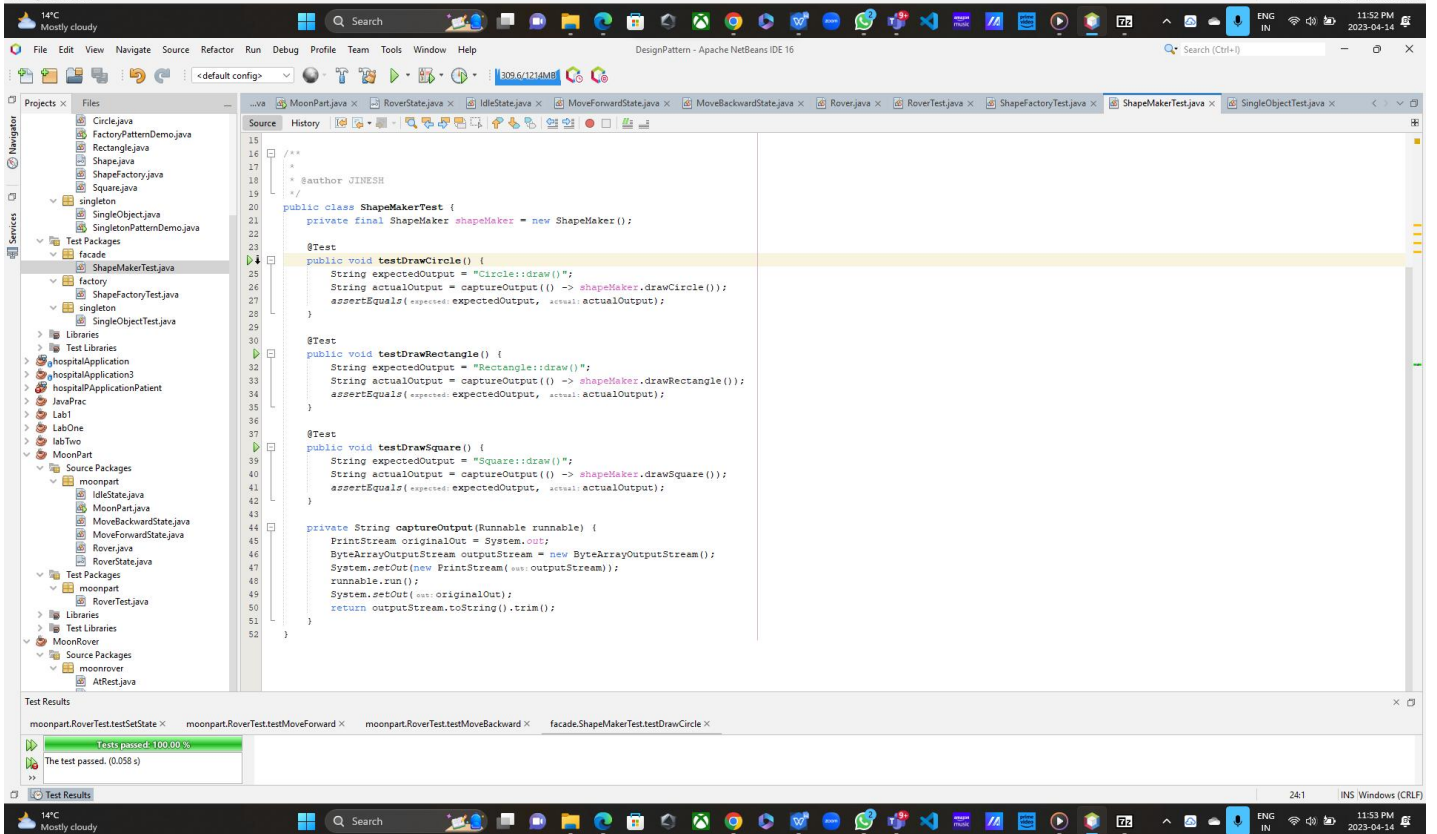 14°C
Mostly cloudy
Search
ENG
IN
11:52 PM
2023-04-14
File Edit View Navigate Source Refactor Run Debug Profile Team Tools Window Help
DesignPattern - Apache NetBeans IDE 16
Search (Ctrl+I)
<default config>
309.6/1214MB
Projects × Files
...va MoonPart.java × RoverState.java × IdleState.java × MoveForwardState.java × MoveBackwardState.java × Rover.java × RoverTest.java × ShapeFactoryTest.java × ShapeMakerTest.java × SingleObjectTest.java ×
Source History
Navigator
Services
Circle.java
FactoryPatternDemo.java
Rectangle.java
Shape.java
ShapeFactory.java
Square.java
singleton
SingleObject.java
SingletonPatternDemo.java
Test Packages
facade
ShapeMakerTest.java
factory
ShapeFactoryTest.java
singleton
SingleObjectTest.java
Libraries
Test Libraries
hospitalApplication
hospitalApplication3
hospitalPApplicationPatient
JavaPrac
Lab1
LabOne
labTwo
MoonPart
Source Packages
moonpart
IdleState.java
MoonPart.java
MoveBackwardState.java
MoveForwardState.java
Rover.java
RoverState.java
Test Packages
moonpart
RoverTest.java
Libraries
Test Libraries
MoonRover
Source Packages
moonrover
AtRest.java
15
16 /**
17 *
18 * @author JINESH
19 */
20 public class ShapeMakerTest {
21 private final ShapeMaker shapeMaker = new ShapeMaker();
22
23 @Test
public void testDrawCircle() {
25 String expectedOutput = "Circle::draw()";
26 String actualOutput = captureOutput(() -> shapeMaker.drawCircle());
27 assertEquals( expected: expectedOutput, actual: actualOutput);
28 }
29
30 @Test
public void testDrawRectangle() {
32 String expectedOutput = "Rectangle::draw()";
33 String actualOutput = captureOutput(() -> shapeMaker.drawRectangle());
34 assertEquals( expected: expectedOutput, actual: actualOutput);
35 }
36
37 @Test
public void testDrawSquare() {
39 String expectedOutput = "Square::draw()";
40 String actualOutput = captureOutput(() -> shapeMaker.drawSquare());
41 assertEquals( expected: expectedOutput, actual: actualOutput);
42 }
43
44 private String captureOutput(Runnable runnable) {
45 PrintStream originalOut = System.out;
46 ByteArrayOutputStream outputStream = new ByteArrayOutputStream();
47 System.setOut(new PrintStream( out: outputStream));
48 runnable.run();
49 System.setOut( out: originalOut);
50 return outputStream.toString().trim();
51 }
52 }
Test Results
moonpart.RoverTest.testSetState × moonpart.RoverTest.testMoveForward × moonpart.RoverTest.testMoveBackward × facade.ShapeMakerTest.testDrawCircle ×
Tests passed: 100.00 %
The test passed. (0.058 s)
Test Results
24:1 INS Windows (CRLF)
14°C
Mostly cloudy
Search
ENG
IN
11:53 PM
2023-04-14